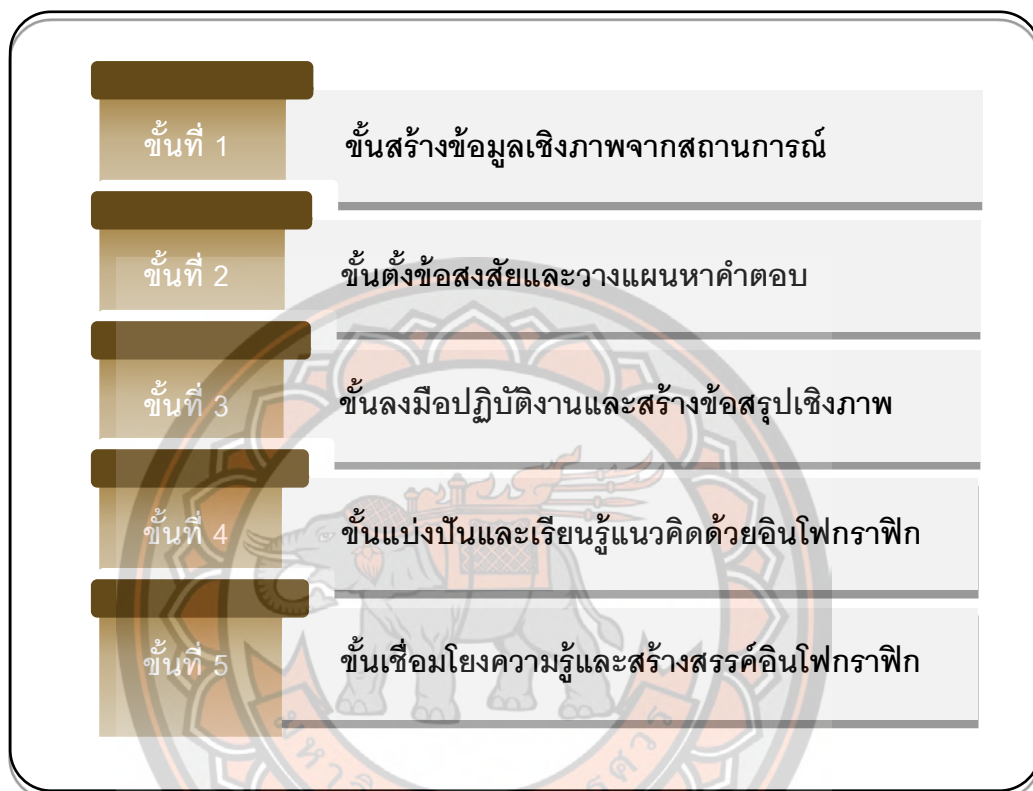 ขั้นที่ 1
ขั้นสร้างข้อมูลเชิงภาพจากสถานการณ์
ขั้นที่ 2
ขั้นตั้งข้อสงสัยและวางแผนหาคำตอบ
ขั้นที่ 3
ขั้นลงมือปฏิบัติงานและสร้างข้อสรุปเชิงภาพ
ขั้นที่ 4
ขั้นแบ่งปันและเรียนรู้แนวคิดด้วยอินโฟกราฟิก
ขั้นที่ 5
ขั้นเชื่อมโยงความรู้และสร้างสรรค์อินโฟกราฟิก